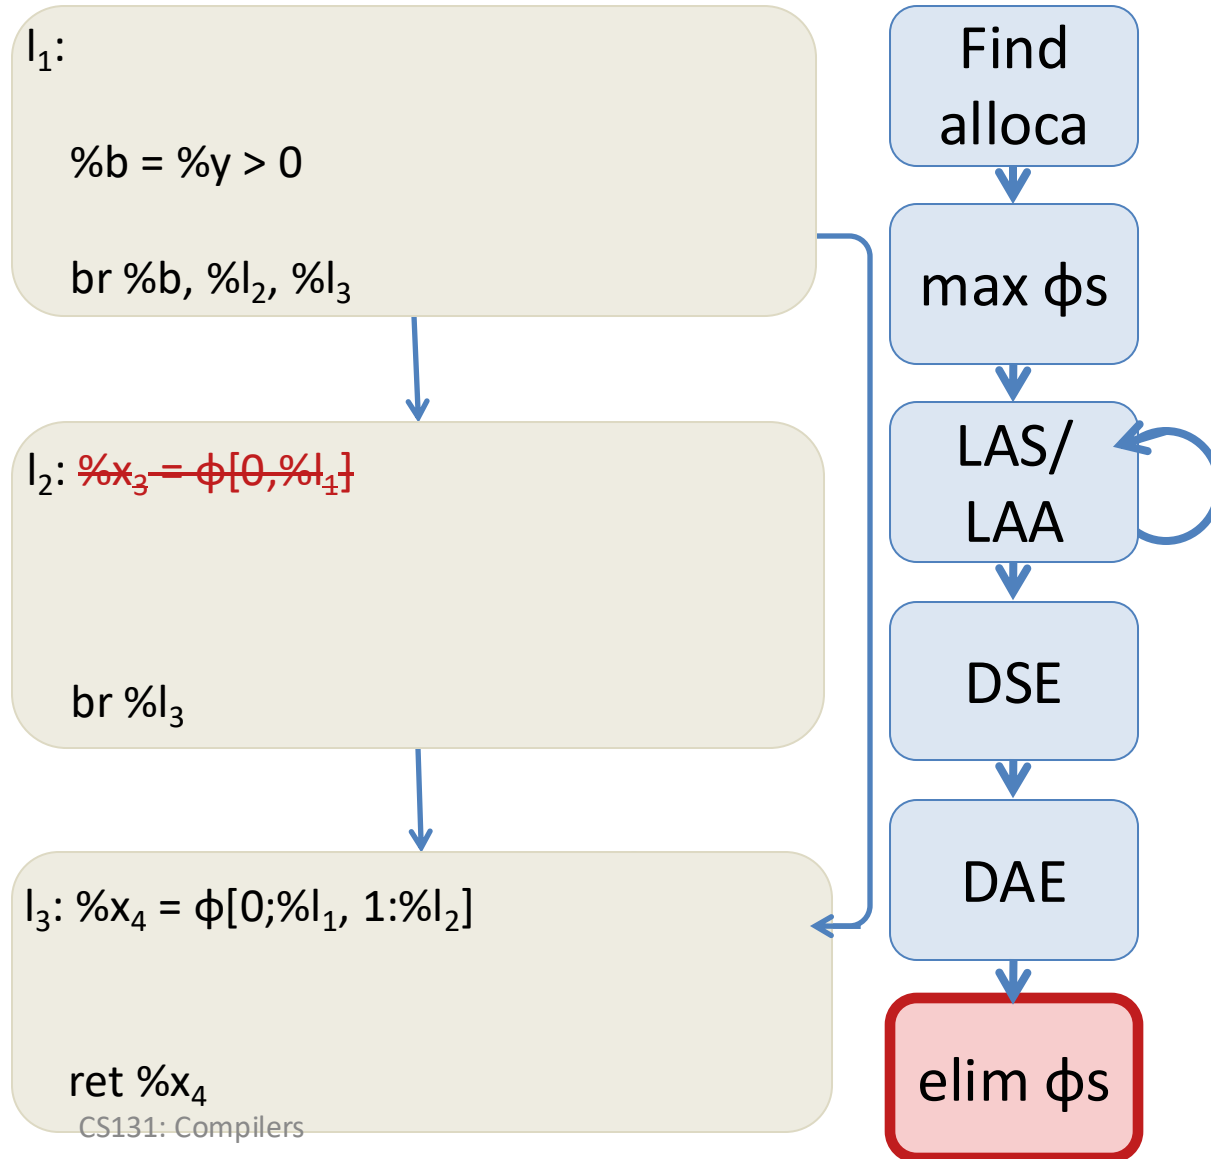 l₁:
%b = %y > 0
br %b, %l₂, %l₃
l₂: %x₃ = ϕ[0,%l₁]
br %l₃
l₃: %x₄ = ϕ[0;%l₁, 1:%l₂]
ret %x₄
CS131: Compilers
Find
alloca
max ϕs
LAS/
LAA
DSE
DAE
elim ϕs